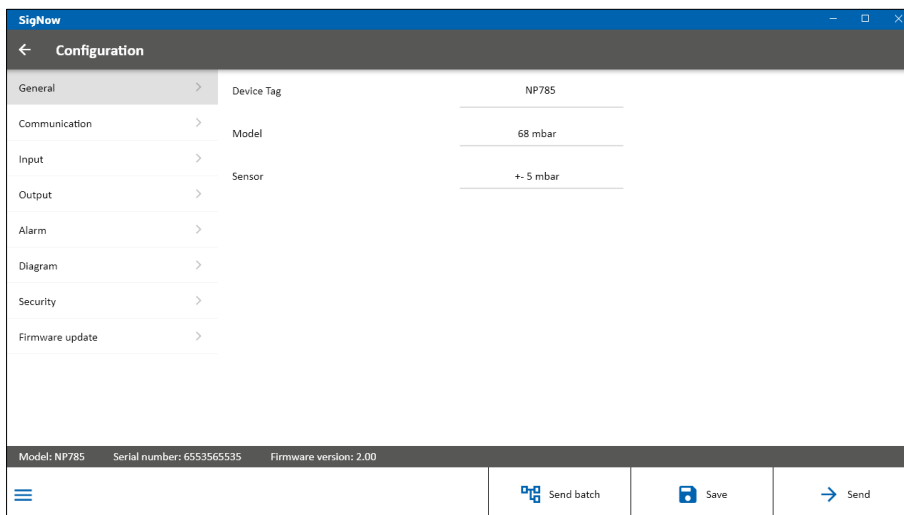 SigNow
Configuration
General
Device Tag NP785
Communication
Model 68 mbar
Input
Sensor +- 5 mbar
Output
Alarm
Diagram
Security
Firmware update
Model: NP785 Serial number: 6553565535 Firmware version: 2.00
Send batch Save Send